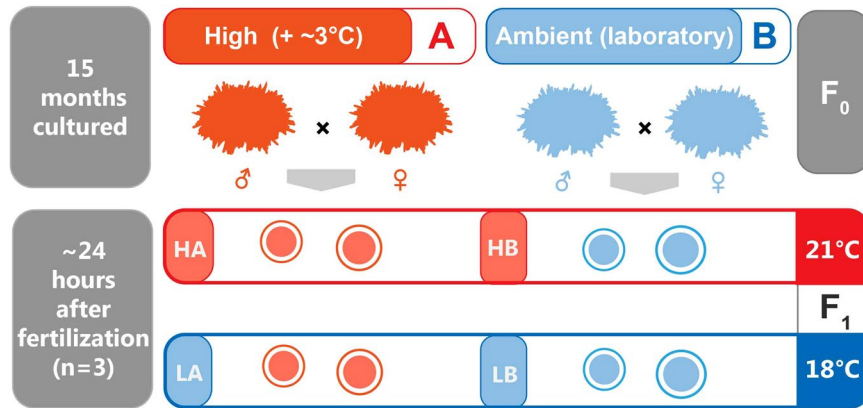 High (+ ~3°C) A
Ambient (laboratory) B
15
months
cultured
F0
×
×
♂ ♀
♂ ♀
~24
hours
after
fertilization
(n=3)
HA
HB
21°C
F1
LA
LB
18°C